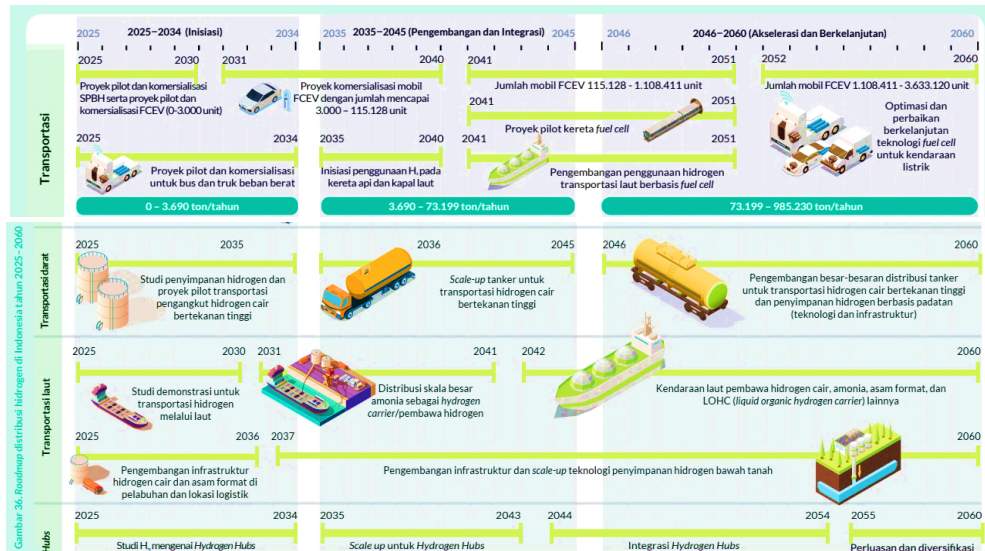 2025
2025–2034 (Inisiasi)
2034
2035
2035–2045 (Pengembangan dan Integrasi)
2045
2046
2046–2060 (Akselerasi dan Berkelanjutan)
2060
Transportasi
2025
2030
Proyek pilot dan komersialisasi
SPBH serta proyek pilot dan
komersialisasi FCEV (0-3.000 unit)
2031
2040
Proyek komersialisasi mobil
FCEV dengan jumlah mencapai
3.000 – 115.128 unit
2041
2051
Jumlah mobil FCEV 115.128 - 1.108.411 unit
2052
2060
Jumlah mobil FCEV 1.108.411 - 3.633.120 unit
2041
2051
Proyek pilot kereta fuel cell
Optimasi dan
perbaikan
berkelanjutan
teknologi fuel cell
untuk kendaraan
listrik
2025
2034
Proyek pilot dan komersialisasi
untuk bus dan truk beban berat
2035
2040
Inisiasi penggunaan H, pada
kereta api dan kapal laut
2041
2051
Pengembangan penggunaan hidrogen
transportasi laut berbasis fuel cell
0 – 3.690 ton/tahun
3.690 – 73.199 ton/tahun
73.199 – 985.230 ton/tahun
Gambar 36. Roadmap distribusi hidrogen di Indonesia tahun 2025–2060
Transportasi darat
2025
2035
Studi penyimpanan hidrogen dan
proyek pilot transportasi
pengangkut hidrogen cair
bertekanan tinggi
2036
2045
Scale-up tanker untuk
transportasi hidrogen cair
bertekanan tinggi
2046
2060
Pengembangan besar-besaran distribusi tanker
untuk transportasi hidrogen cair bertekanan tinggi
dan penyimpanan hidrogen berbasis padatan
(teknologi dan infrastruktur)
Transportasi laut
2025
2030
Studi demonstrasi untuk
transportasi hidrogen
melalui laut
2031
2041
Distribusi skala besar
amonia sebagai hydrogen
carrier/pembawa hidrogen
2042
2060
Kendaraan laut pembawa hidrogen cair, amonia, asam format, dan
LOHC (liquid organic hydrogen carrier) lainnya
2025
2036
Pengembangan infrastruktur
hidrogen cair dan asam format di
pelabuhan dan lokasi logistik
2037
2060
Pengembangan infrastruktur dan scale-up teknologi penyimpanan hidrogen bawah tanah
Hubs
2025
2034
Studi H, mengenai Hydrogen Hubs
2035
2043
Scale up untuk Hydrogen Hubs
2044
2054
Integrasi Hydrogen Hubs
2055
2060
Perluasan dan diversifikasi